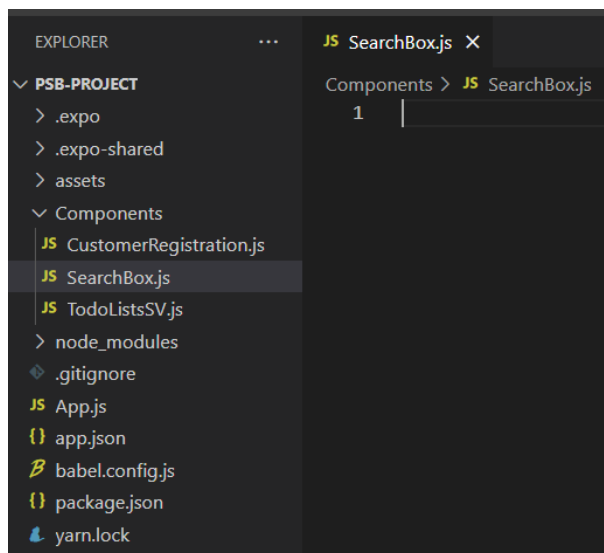 EXPLORER ...
PSB-PROJECT
.expo
.expo-shared
assets
Components
JS CustomerRegistration.js
JS SearchBox.js
JS TodoListsSV.js
node_modules
.gitignore
JS App.js
{} app.json
B babel.config.js
{} package.json
yarn.lock
JS SearchBox.js ×
Components > JS SearchBox.js
1